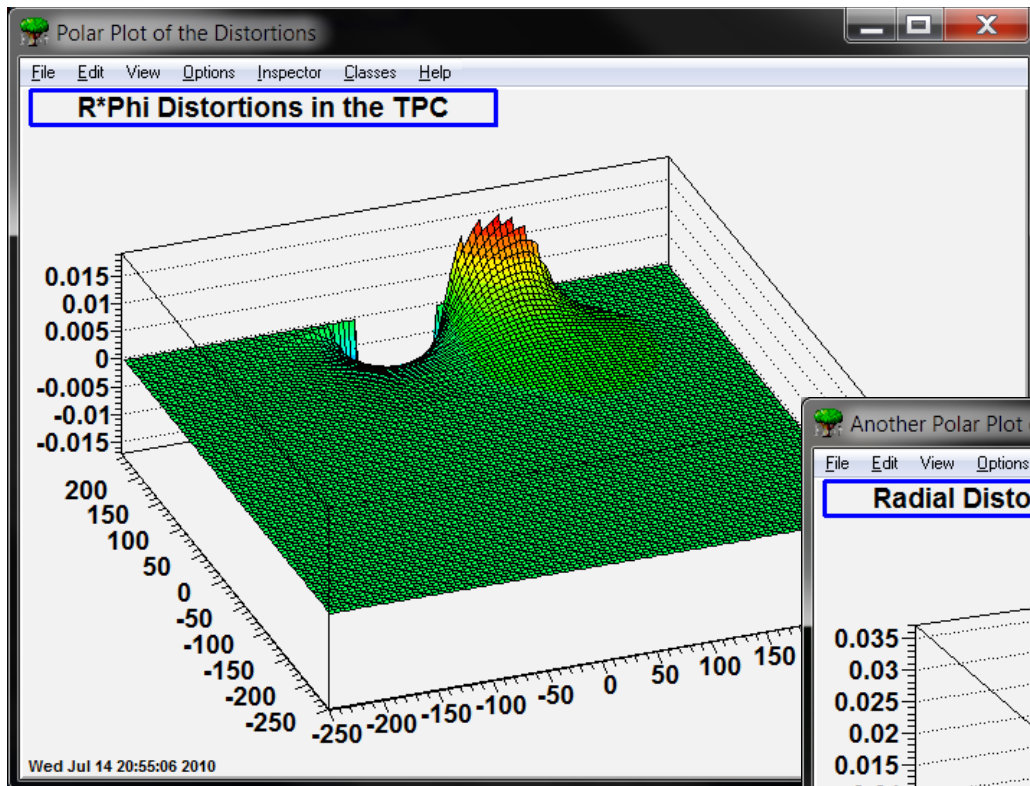 Polar Plot of the Distortions
File Edit View Options Inspector Classes Help
R*Phi Distortions in the TPC
0.015
0.01
0.005
0
-0.005
-0.01
-0.015
200
150
100
50
0
-50
-100
-150
-200
-250
-250 -200 -150 -100 -50 0 50 100 150
Wed Jul 14 20:55:06 2010
Another Polar Plot
File Edit View Options
Radial Disto
0.035
0.03
0.025
0.02
0.015